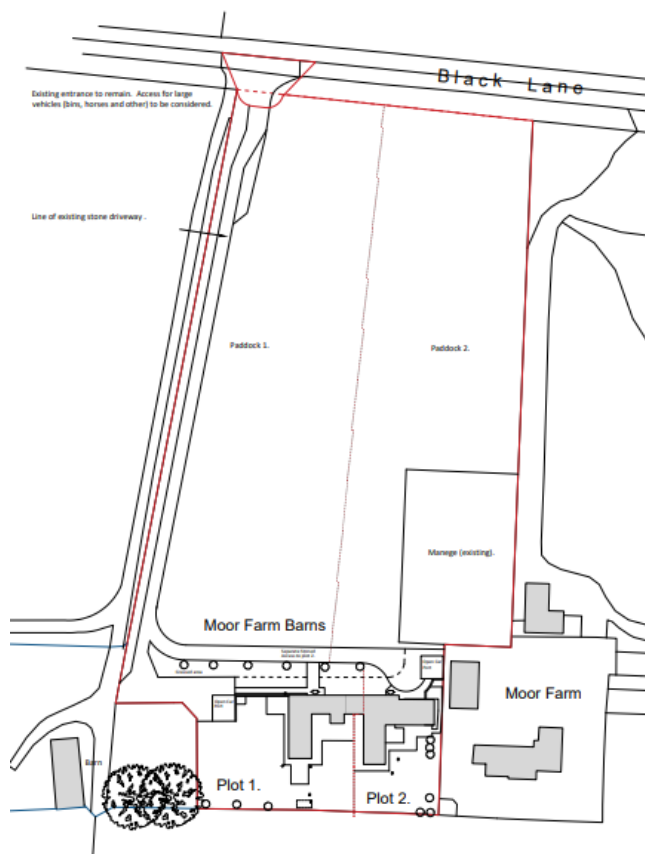 Black Lane
Existing entrance to remain. Access for large
vehicles (bins, horses and other) to be considered.
Line of existing stone driveway .
Paddock 1.
Paddock 2.
Manege (existing).
Moor Farm Barns
Moor Farm
Barn
Plot 1.
Plot 2.